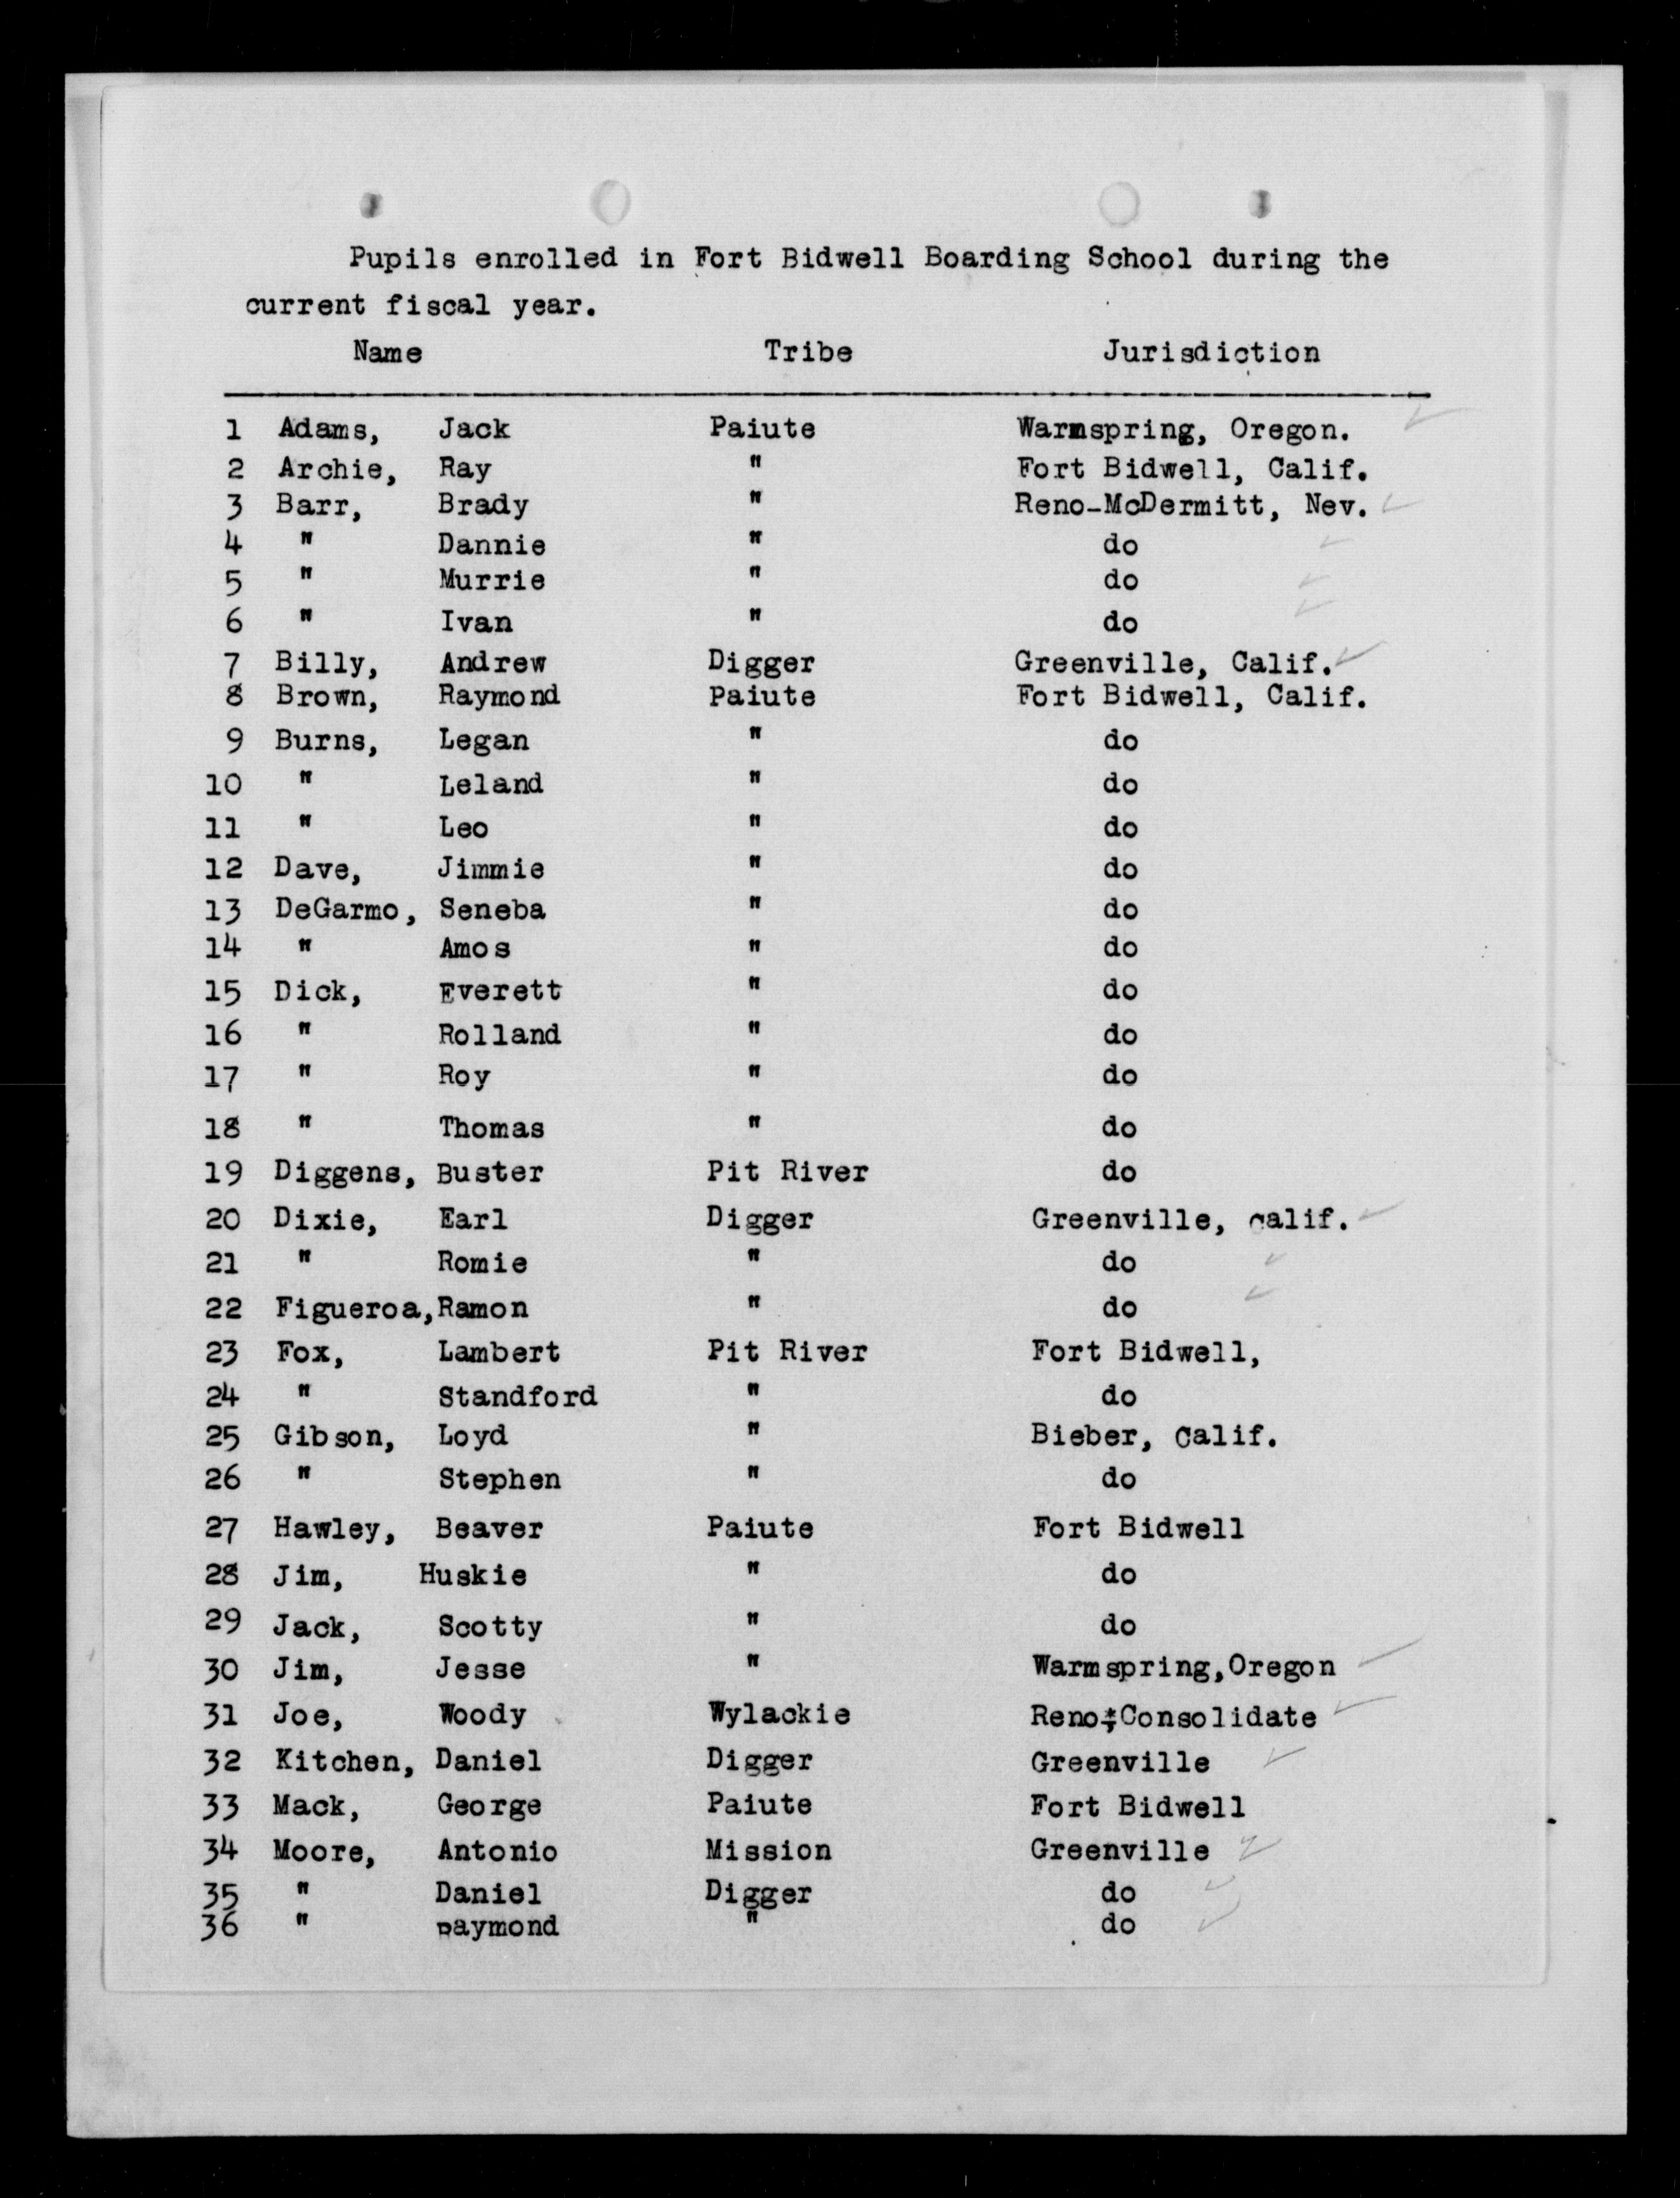 Pupils enrolled in Fort Bidwell Boarding School during the
current fiscal year.
Name Tribe Jurisdiction
1 Adams, Jack Paiute Warmspring, Oregon.
2 Archie, Ray " Fort Bidwell, Calif.
3 Barr, Brady " Reno-McDermitt, Nev.
4 " Dannie " do
5 " Murrie " do
6 " Ivan " do
7 Billy, Andrew Digger Greenville, Calif.
8 Brown, Raymond Paiute Fort Bidwell, Calif.
9 Burns, Legan " do
10 " Leland " do
11 " Leo " do
12 Dave, Jimmie " do
13 DeGarmo, Seneba " do
14 " Amos " do
15 Dick, Everett " do
16 " Rolland " do
17 " Roy " do
18 " Thomas " do
19 Diggens, Buster Pit River do
20 Dixie, Earl Digger Greenville, Calif.
21 " Romie " do
22 Figueroa, Ramon " do
23 Fox, Lambert Pit River Fort Bidwell,
24 " Standford " do
25 Gibson, Loyd " Bieber, Calif.
26 " Stephen " do
27 Hawley, Beaver Paiute Fort Bidwell
28 Jim, Huskie " do
29 Jack, Scotty " do
30 Jim, Jesse " Warmspring,Oregon
31 Joe, Woody Wylackie Reno-Consolidate
32 Kitchen, Daniel Digger Greenville
33 Mack, George Paiute Fort Bidwell
34 Moore, Antonio Mission Greenville
35 " Daniel Digger do
36 " Raymond " do